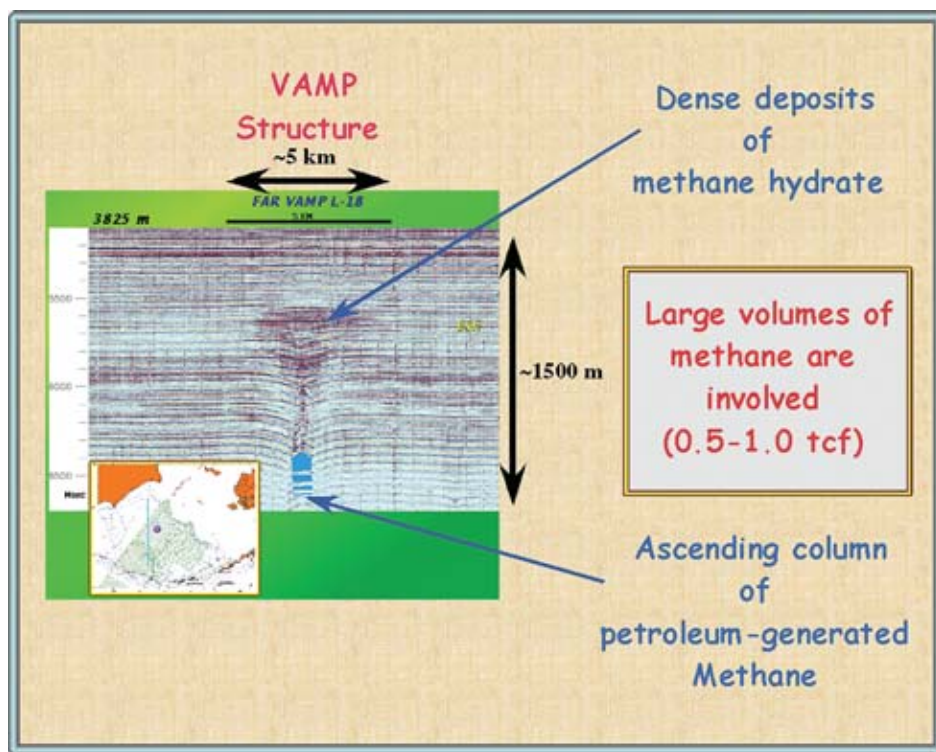 VAMP
Structure
~5 km
FAR VAMP L-18
5 KM
3825 m
5500
6000
6500
Msec
~1500 m
Dense deposits
of
methane hydrate
Large volumes of
methane are
involved
(0.5-1.0 tcf)
Ascending column
of
petroleum-generated
Methane